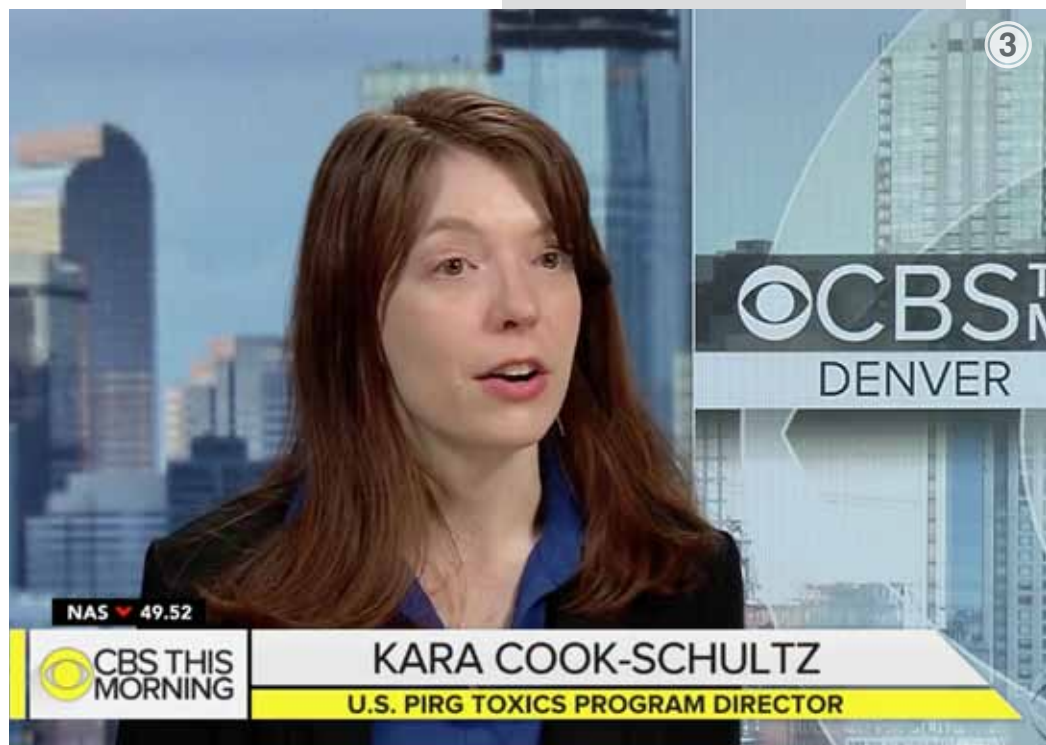 3
CBS T
M
DENVER
NAS 49.52
CBS THIS
MORNING
KARA COOK-SCHULTZ
U.S. PIRG TOXICS PROGRAM DIRECTOR